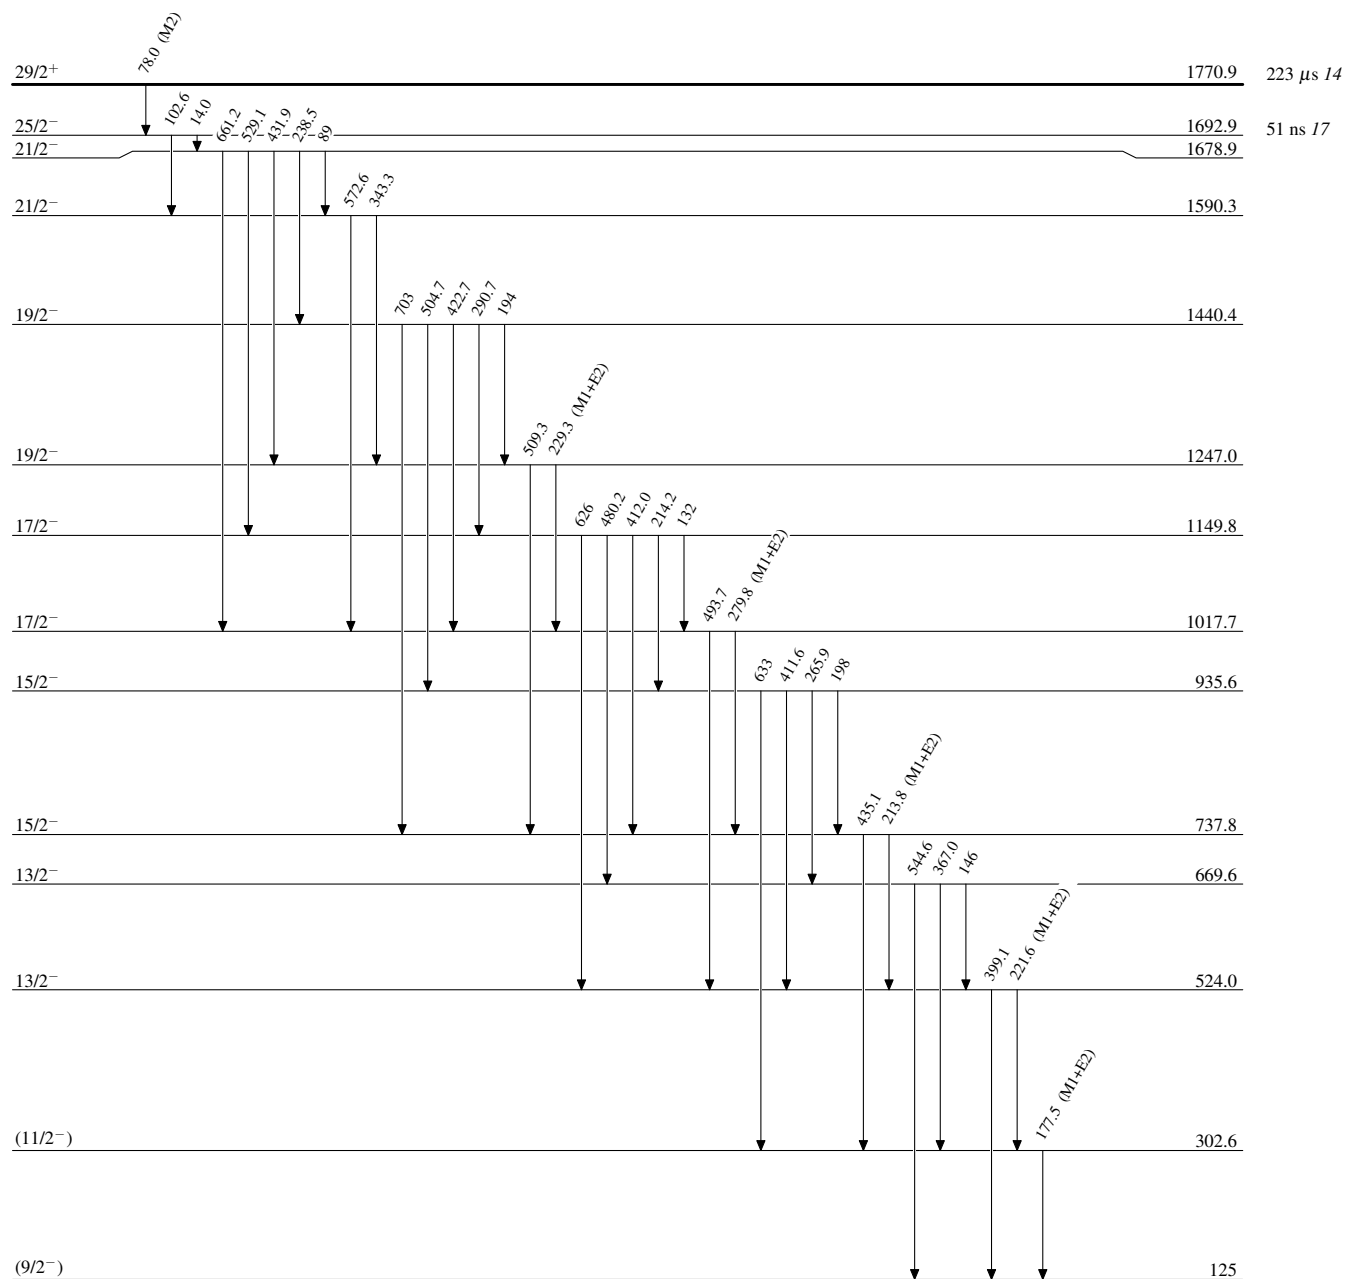 78.0 (M2)
29/2⁺ 1770.9 223 μs 14
102.6 14.0 661.2 529.1 431.9 238.5 89
25/2⁻ 1692.9 51 ns 17
21/2⁻ 1678.9
572.6 343.3
21/2⁻ 1590.3
703 504.7 422.7 290.7 194
19/2⁻ 1440.4
509.3 229.3 (M1+E2)
19/2⁻ 1247.0
626 480.2 412.0 214.2 132
17/2⁻ 1149.8
493.7 279.8 (M1+E2)
17/2⁻ 1017.7
633 411.6 265.9 198
15/2⁻ 935.6
435.1 213.8 (M1+E2)
15/2⁻ 737.8
544.6 367.0 146
13/2⁻ 669.6
399.1 221.6 (M1+E2)
13/2⁻ 524.0
177.5 (M1+E2)
(11/2⁻) 302.6
(9/2⁻) 125